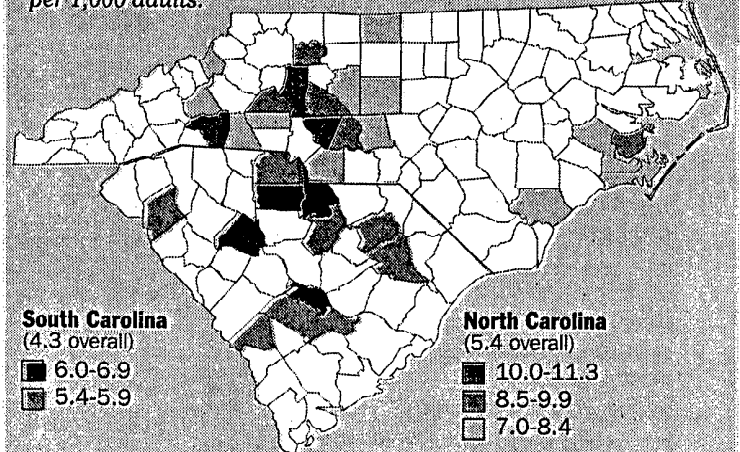 per 1,000 adults.
South Carolina
(4.3 overall)
6.0-6.9
5.4-5.9
North Carolina
(5.4 overall)
10.0-11.3
8.5-9.9
7.0-8.4